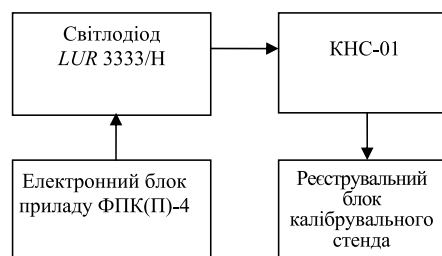 Світлодіод
LUR 3333/H
КНС-01
Електронний блок
приладу ФПК(П)-4
Реєструвальний
блок
калібрувального
стенда